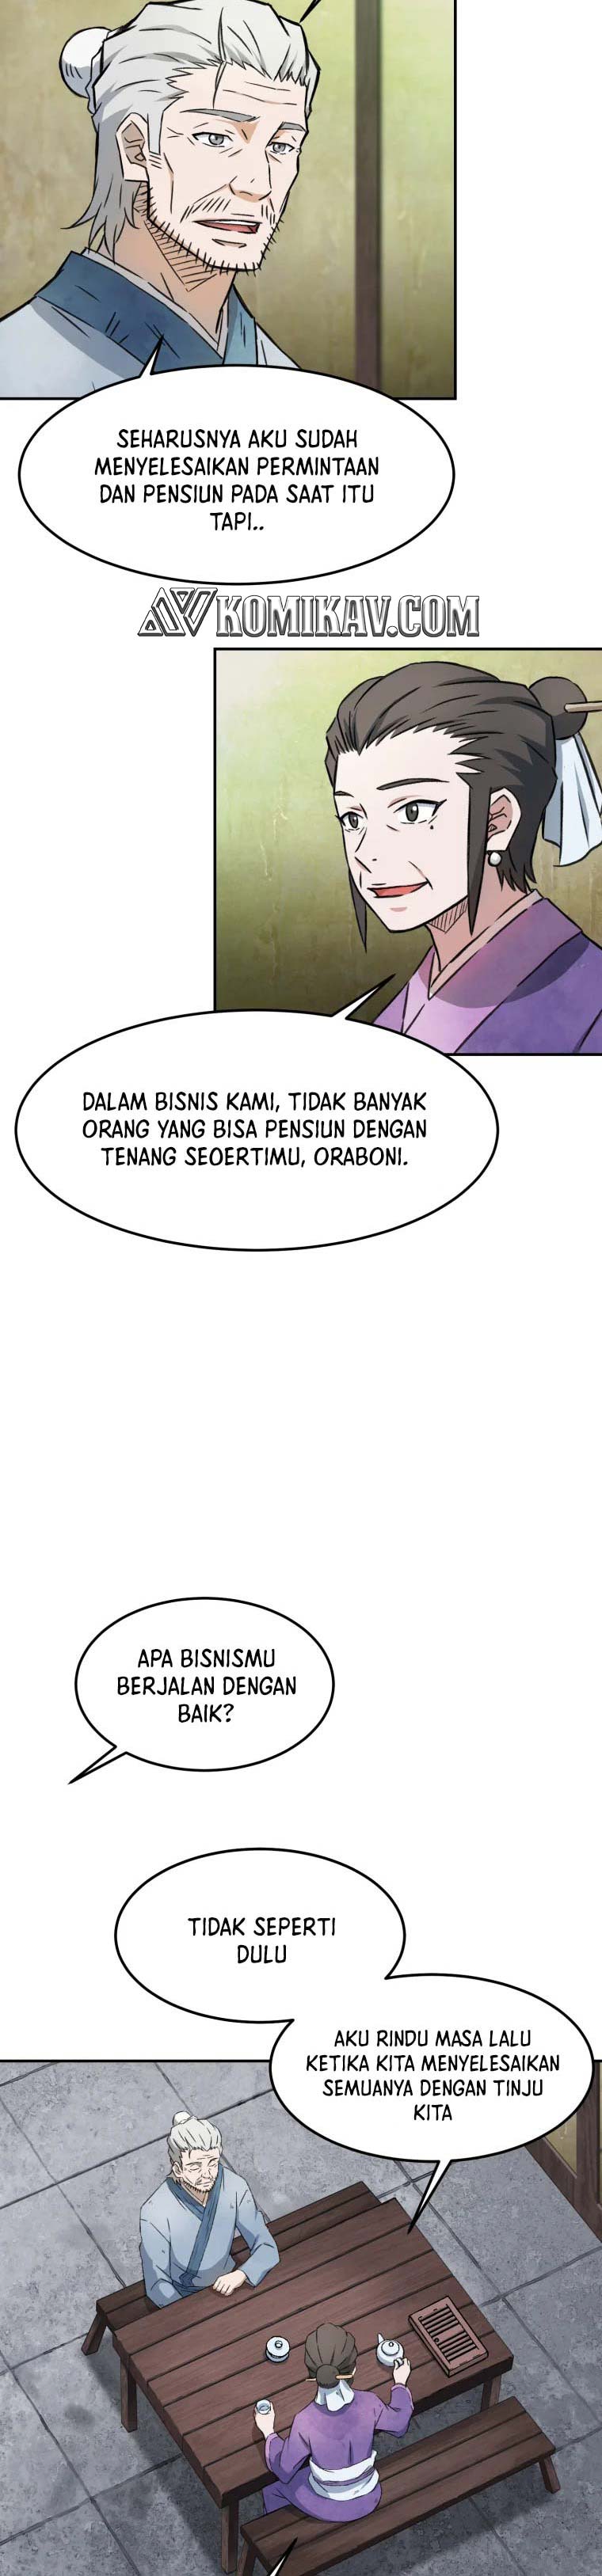 SEHARUSNYA AKU SUDAH
MENYELESAIKAN PERMINTAAN
DAN PENSIUN PADA SAAT ITU
TAPI..
KOMIKAV.COM
DALAM BISNIS KAMI, TIDAK BANYAK
ORANG YANG BISA PENSIUN DENGAN
TENANG SEOERTIMU, ORABONI.
APA BISNISMU
BERJALAN DENGAN
BAIK?
TIDAK SEPERTI
DULU
AKU RINDU MASA LALU
KETIKA KITA MENYELESAIKAN
SEMUANYA DENGAN TINJU
KITA